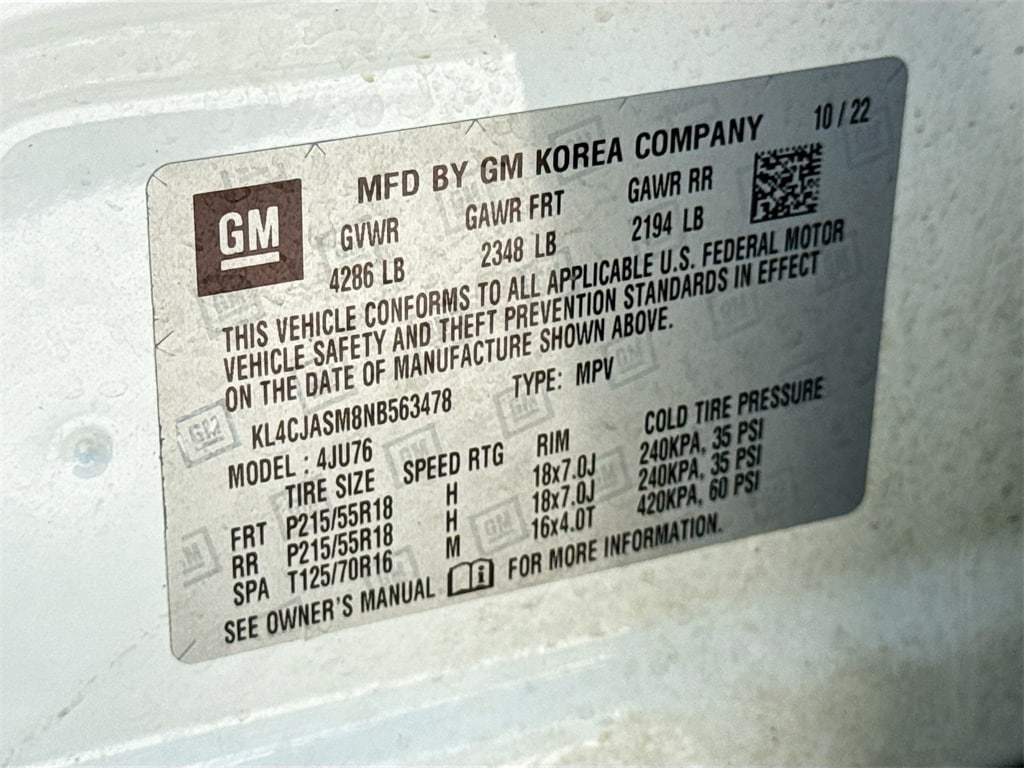 MFD BY GM KOREA COMPANY 10 / 22
GM
GVWR GAWR FRT GAWR RR
4286 LB 2348 LB 2194 LB
THIS VEHICLE CONFORMS TO ALL APPLICABLE U.S. FEDERAL MOTOR
VEHICLE SAFETY AND THEFT PREVENTION STANDARDS IN EFFECT
ON THE DATE OF MANUFACTURE SHOWN ABOVE.
KL4CJASM8NB563478 TYPE: MPV
MODEL : 4JU76
TIRE SIZE SPEED RTG RIM COLD TIRE PRESSURE
FRT P215/55R18 H 18x7.0J 240KPA, 35 PSI
RR P215/55R18 H 18x7.0J 240KPA, 35 PSI
SPA T125/70R16 M 16x4.0T 420KPA, 60 PSI
SEE OWNER'S MANUAL FOR MORE INFORMATION.